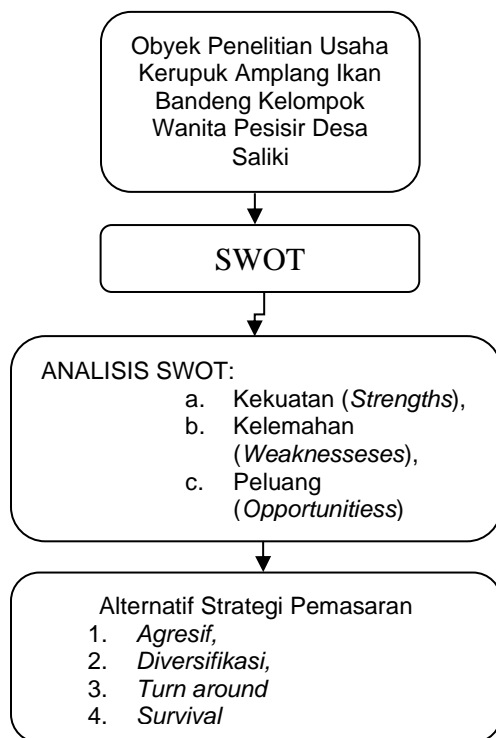 Obyek Penelitian Usaha
Kerupuk Amplang Ikan
Bandeng Kelompok
Wanita Pesisir Desa
Saliki
SWOT
ANALISIS SWOT:
a. Kekuatan (Strengths),
b. Kelemahan
(Weaknesseses),
c. Peluang
(Opportunitiess)
Alternatif Strategi Pemasaran
1. Agresif,
2. Diversifikasi,
3. Turn around
4. Survival